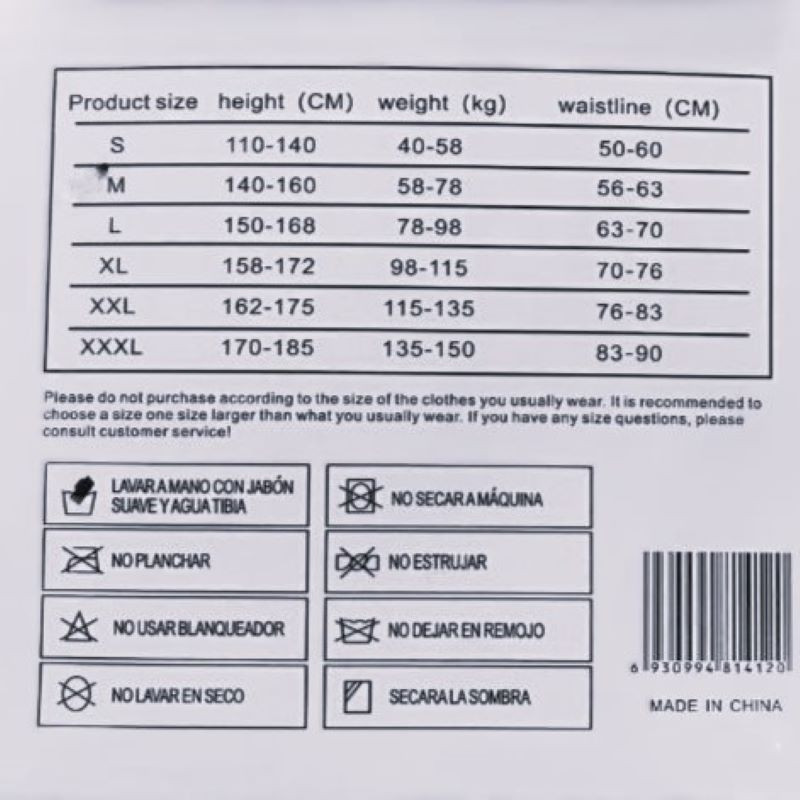 Product size height (CM) weight (kg) waistline (CM)
S 110-140 40-58 50-60
M 140-160 58-78 56-63
L 150-168 78-98 63-70
XL 158-172 98-115 70-76
XXL 162-175 115-135 76-83
XXXL 170-185 135-150 83-90
Please do not purchase according to the size of the clothes you usually wear. It is recommended to
choose a size one size larger than what you usually wear. If you have any size questions, please
consult customer service!
LAVAR A MANO CON JABÓN
SUAVE Y AGUA TIBIA
NO SECAR A MÁQUINA
NO PLANCHAR
NO ESTRUJAR
NO USAR BLANQUEADOR
NO DEJAR EN REMOJO
NO LAVAR EN SECO
SECAR A LA SOMBRA
6 930994 814120
MADE IN CHINA